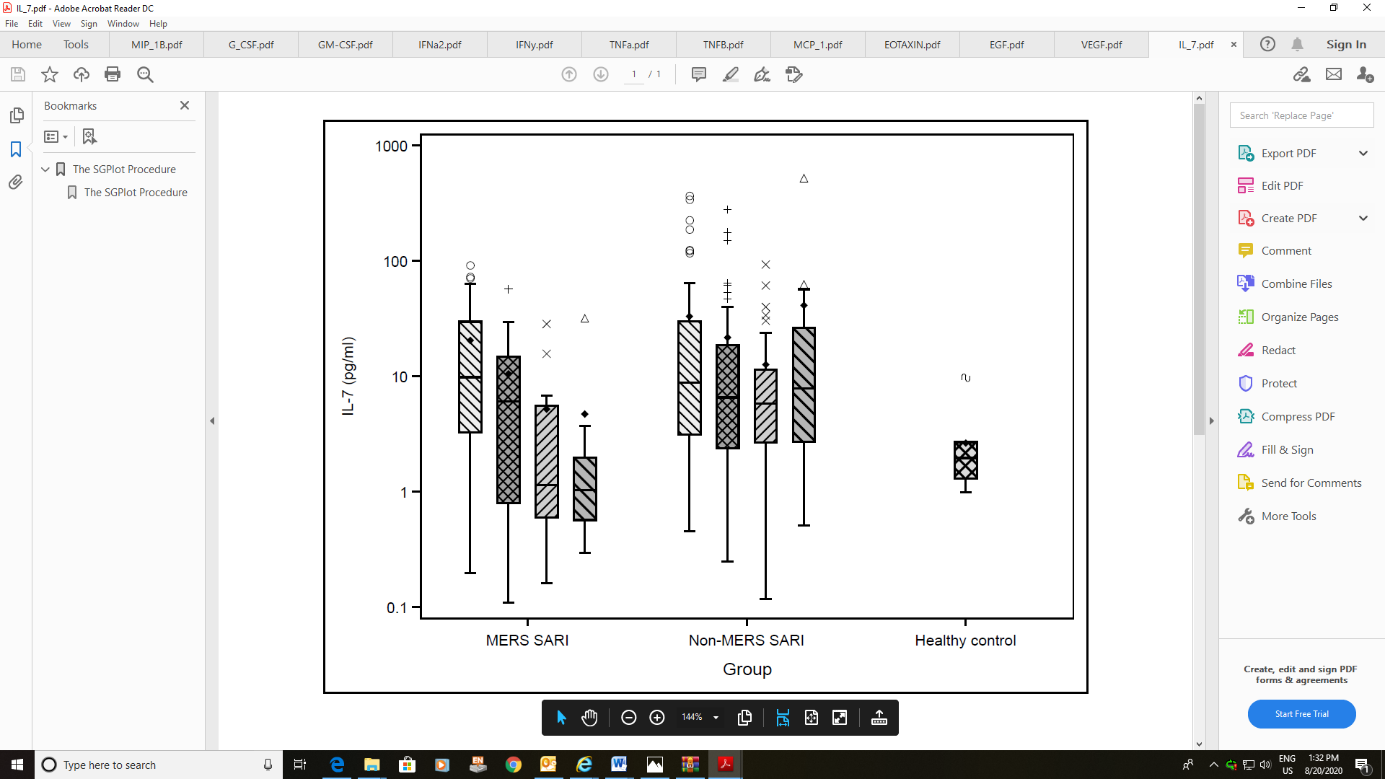 IL_7.pdf - Adobe Acrobat Reader DC
File Edit View Sign Window Help
Home Tools MIP_1B.pdf G_CSF.pdf GM-CSF.pdf IFNa2.pdf IFNy.pdf TNFa.pdf TNFB.pdf MCP_1.pdf EOTAXIN.pdf EGF.pdf VEGF.pdf IL_7.pdf Sign In
1 / 1
Bookmarks
The SGPlot Procedure
The SGPlot Procedure
1000
100
10
1
0.1
IL-7 (pg/ml)
MERS SARI Non-MERS SARI Healthy control
Group
144%
Search 'Replace Page'
Export PDF
Edit PDF
Create PDF
Comment
Combine Files
Organize Pages
Redact
Protect
Compress PDF
Fill & Sign
Send for Comments
More Tools
Create, edit and sign PDF
forms & agreements
Start Free Trial
Type here to search
EN
ENG
US
1:32 PM
8/20/2020
1